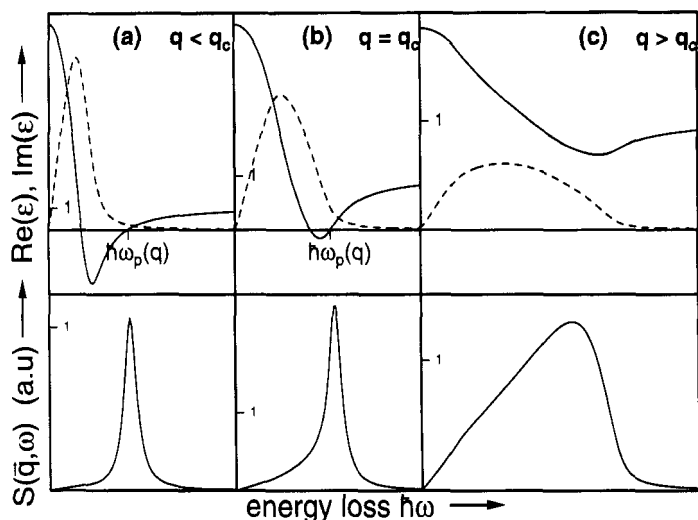 (a) q < q_c
(b) q = q_c
(c) q > q_c
Re(ε), Im(ε) →
1
1
1
ħω_p(q)
ħω_p(q)
S(q̄,ω) (a.u) →
1
1
1
energy loss ħω →